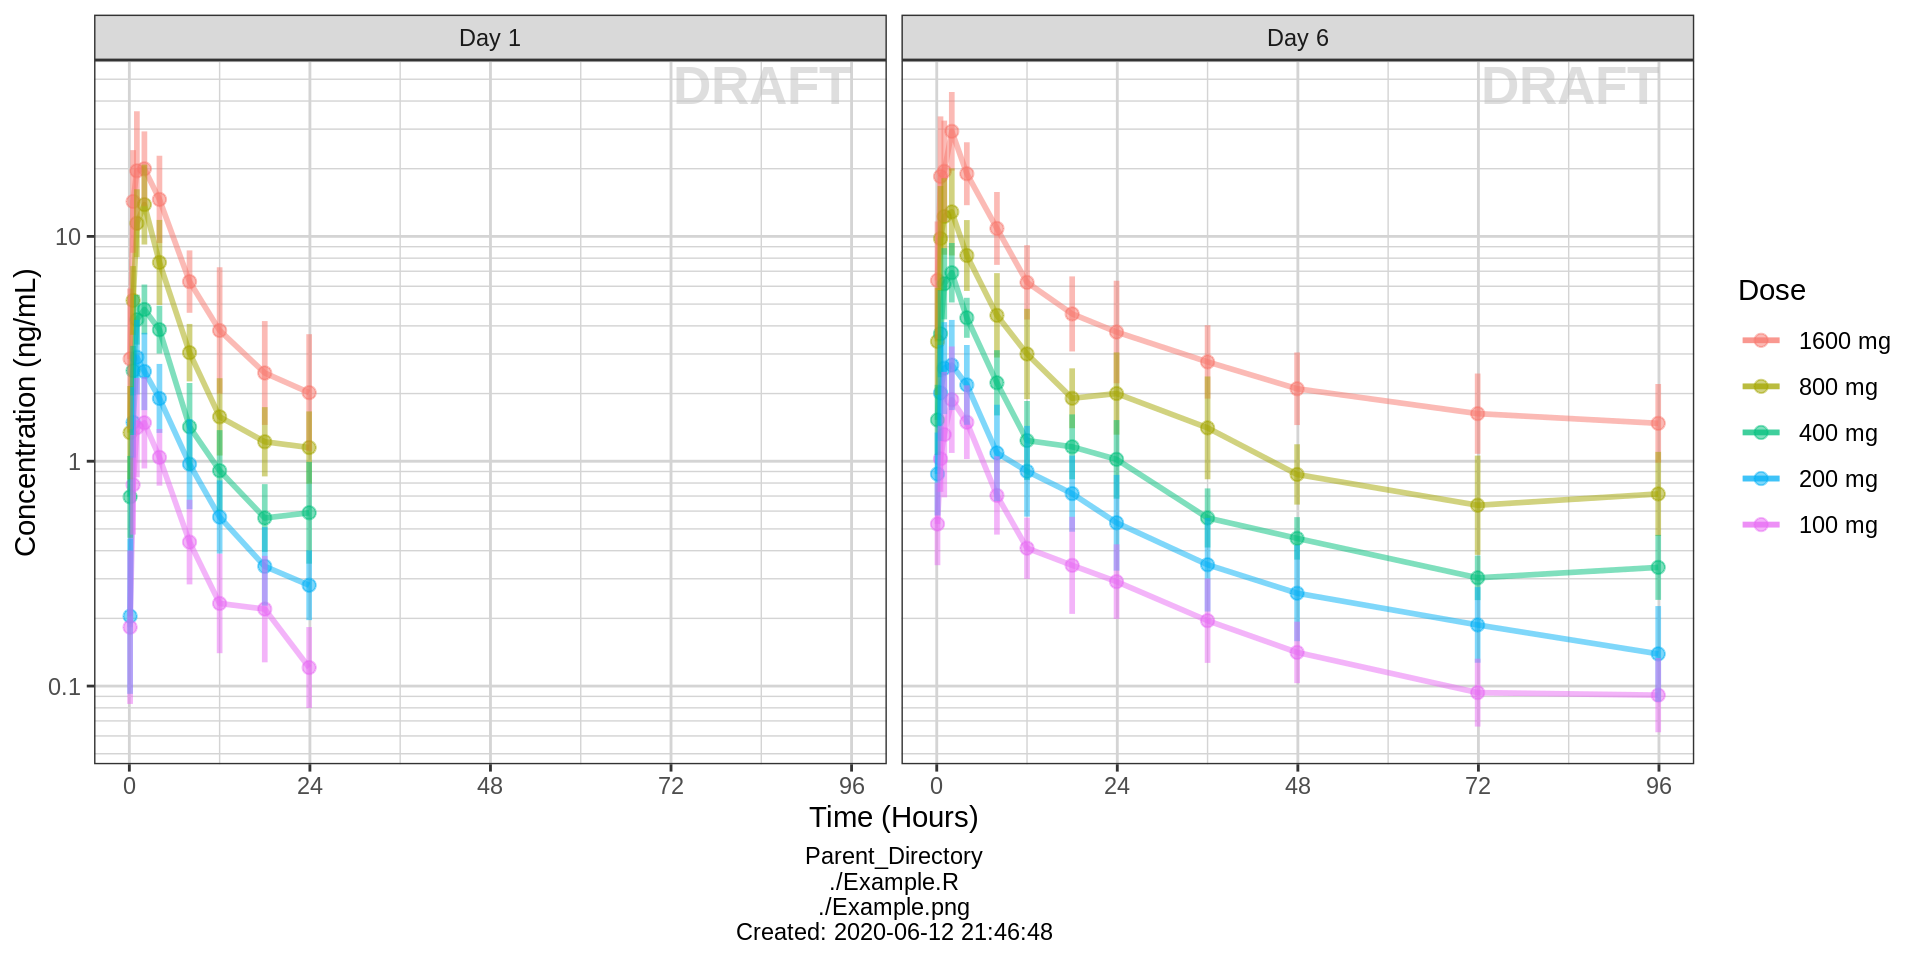 Day 1
Day 6
DRAFT
DRAFT
10
1
0.1
Concentration (ng/mL)
0 24 48 72 96
0 24 48 72 96
Time (Hours)
Dose
1600 mg
800 mg
400 mg
200 mg
100 mg
Parent_Directory
./Example.R
./Example.png
Created: 2020-06-12 21:46:48